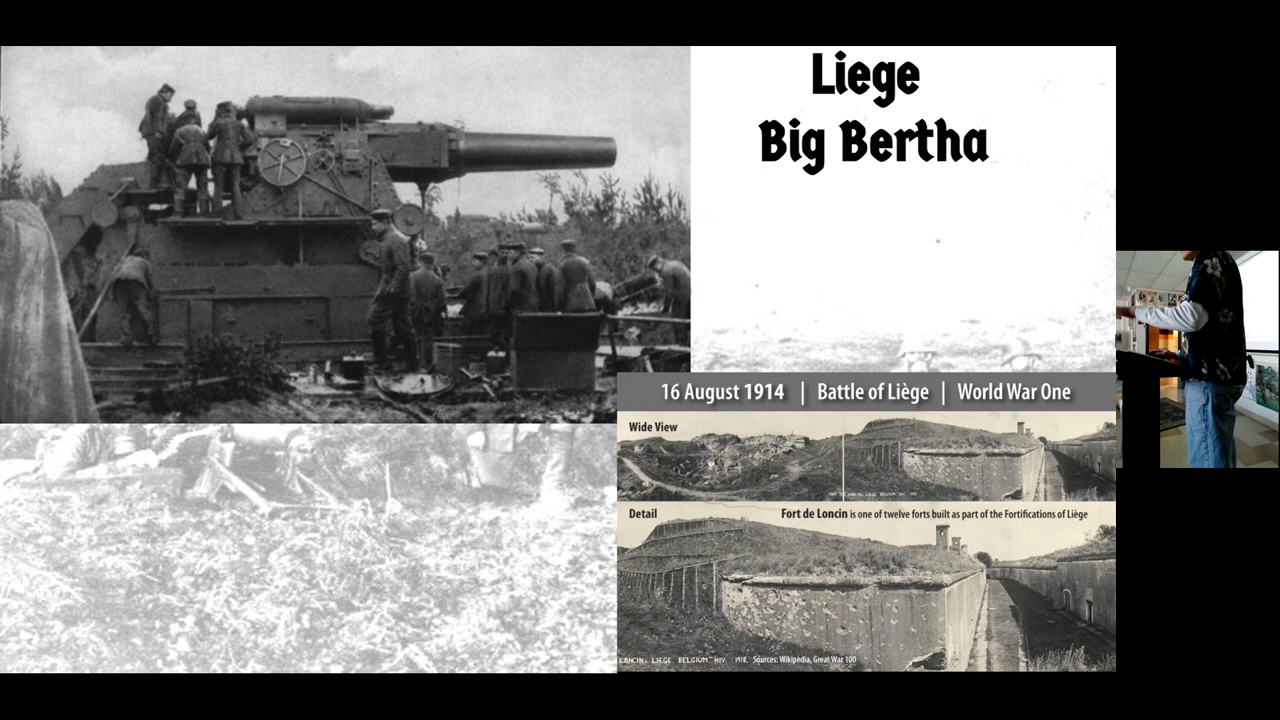 Liege
Big Bertha
16 August 1914 | Battle of Liège | World War One
Wide View
Detail
Fort de Loncin is one of twelve forts built as part of the Fortifications of Liège
LONCIN. LIEGE. BELGIUM. NIV. 1918.
Sources: Wikipedia, Great War 100